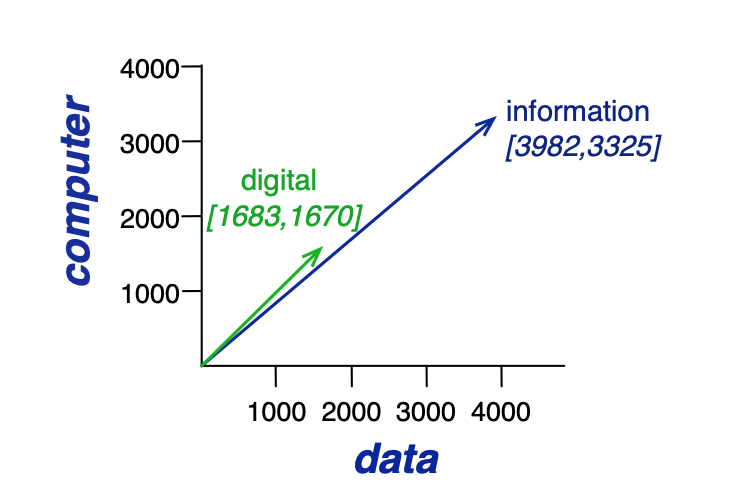 4000
3000
2000
1000
computer
information
[3982,3325]
digital
[1683,1670]
1000 2000 3000 4000
data